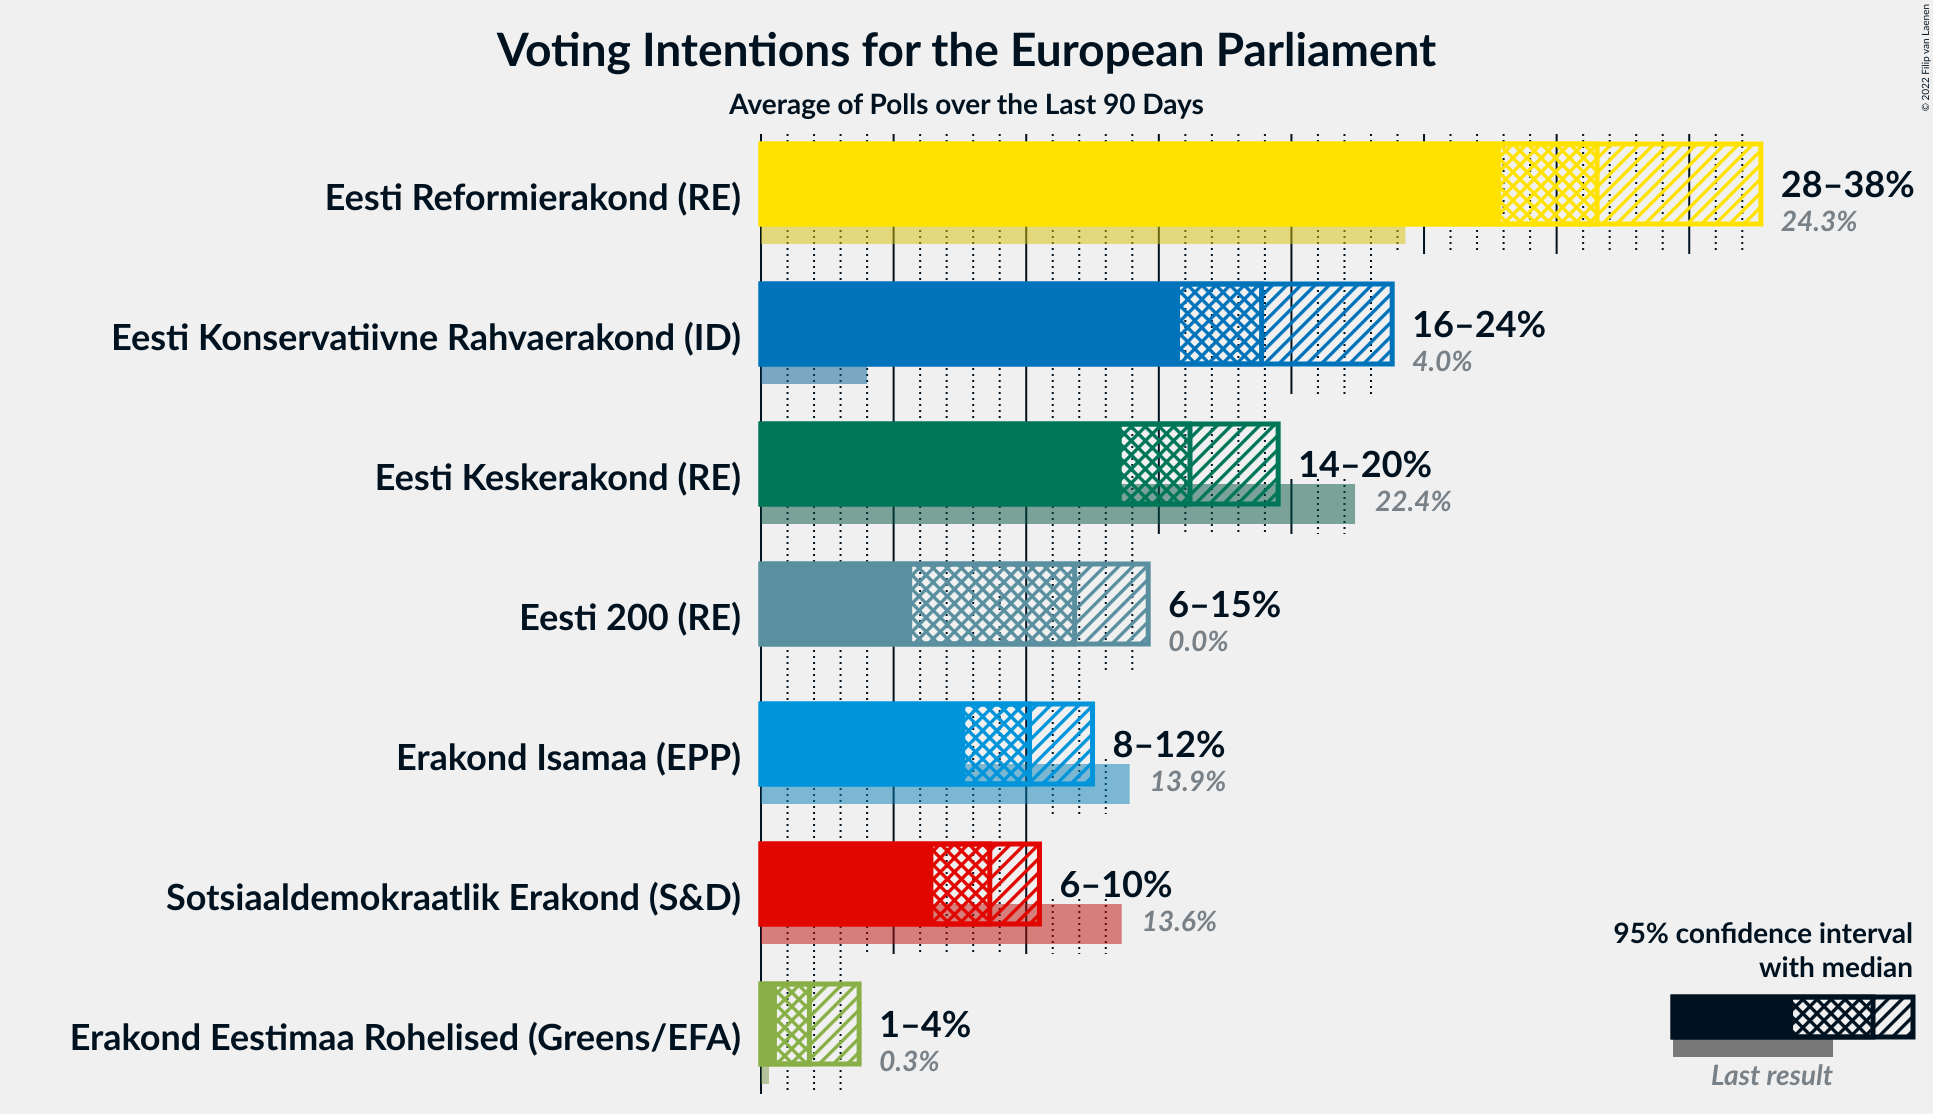 Voting Intentions for the European Parliament
Average of Polls over the Last 90 Days
© 2022 Filip van Laenen
Eesti Reformierakond (RE)
28–38%
24.3%
Eesti Konservatiivne Rahvaerakond (ID)
16–24%
4.0%
Eesti Keskerakond (RE)
14–20%
22.4%
Eesti 200 (RE)
6–15%
0.0%
Erakond Isamaa (EPP)
8–12%
13.9%
Sotsiaaldemokraatlik Erakond (S&D)
6–10%
13.6%
Erakond Eestimaa Rohelised (Greens/EFA)
1–4%
0.3%
95% confidence interval
with median
Last result